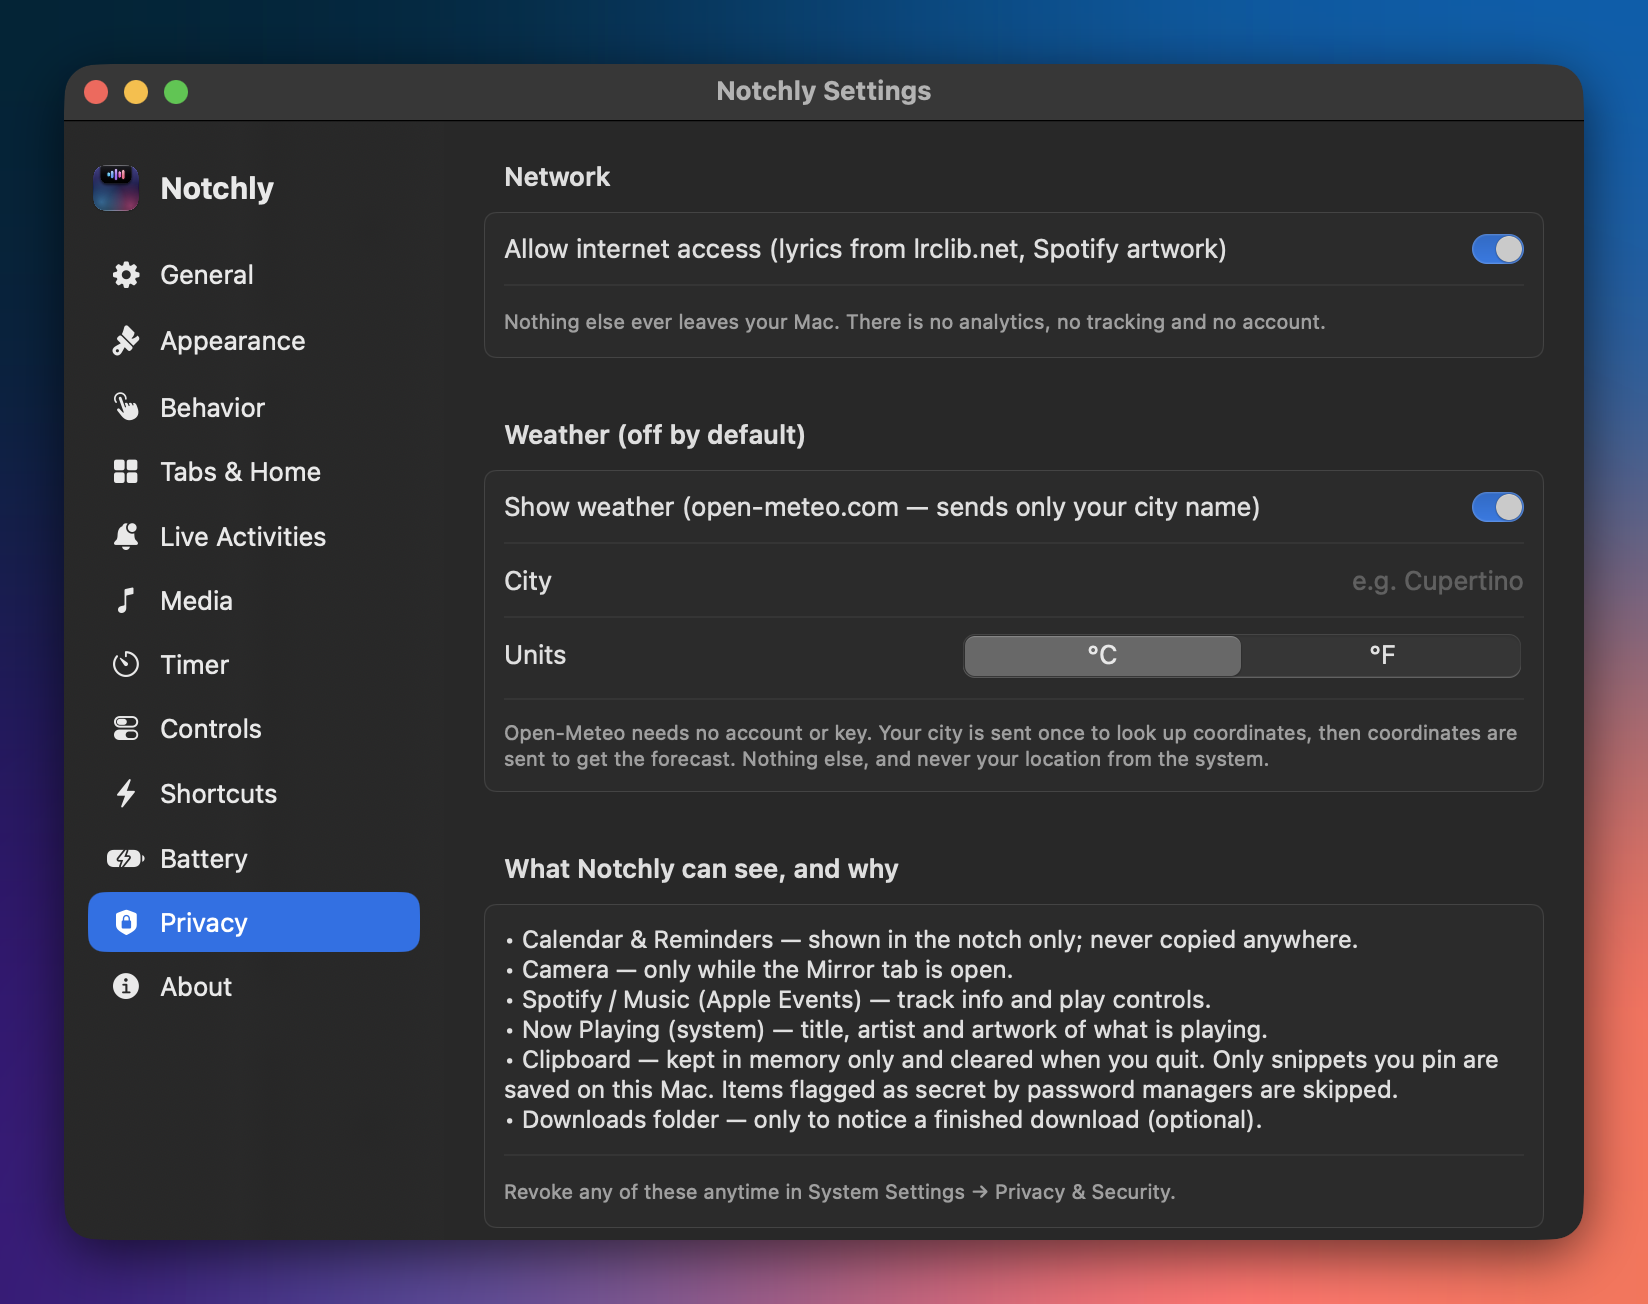 Notchly Settings
Notchly
General
Appearance
Behavior
Tabs & Home
Live Activities
Media
Timer
Controls
Shortcuts
Battery
Privacy
About
Network
Allow internet access (lyrics from lrclib.net, Spotify artwork)
Nothing else ever leaves your Mac. There is no analytics, no tracking and no account.
Weather (off by default)
Show weather (open-meteo.com — sends only your city name)
City e.g. Cupertino
Units °C °F
Open-Meteo needs no account or key. Your city is sent once to look up coordinates, then coordinates are
sent to get the forecast. Nothing else, and never your location from the system.
What Notchly can see, and why
• Calendar & Reminders — shown in the notch only; never copied anywhere.
• Camera — only while the Mirror tab is open.
• Spotify / Music (Apple Events) — track info and play controls.
• Now Playing (system) — title, artist and artwork of what is playing.
• Clipboard — kept in memory only and cleared when you quit. Only snippets you pin are
saved on this Mac. Items flagged as secret by password managers are skipped.
• Downloads folder — only to notice a finished download (optional).
Revoke any of these anytime in System Settings → Privacy & Security.